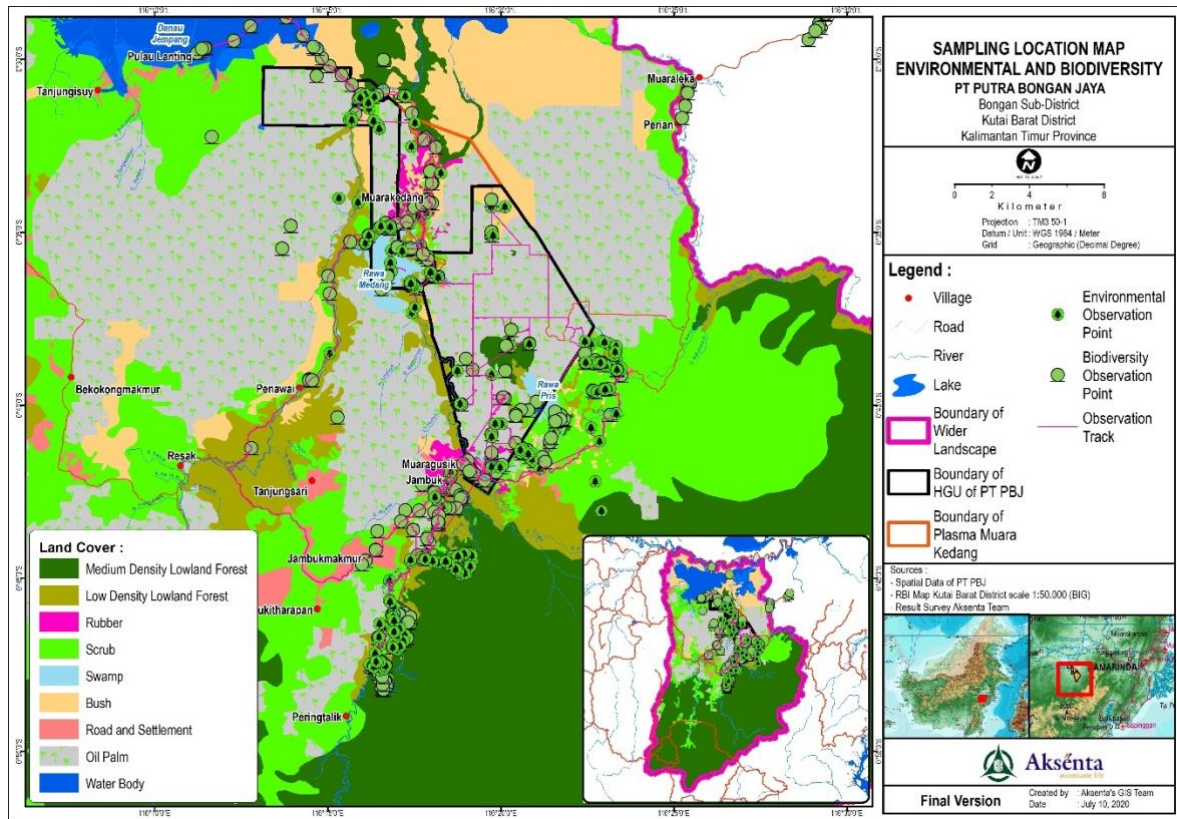 SAMPLING LOCATION MAP
ENVIRONMENTAL AND BIODIVERSITY
PT PUTRA BONGAN JAYA
Bongan Sub-District
Kutai Barat District
Kalimantan Timur Province
0 2 4 6 8
Kilometer
Projection : TM3 50-1
Datum / Unit : WGS 1984 / Meter
Grid : Geographic (Decimal Degree)
Legend :
Village
Road
River
Lake
Boundary of
Wider
Landscape
Boundary of
HGU of PT PBJ
Boundary of
Plasma Muara
Kedang
Environmental
Observation
Point
Biodiversity
Observation
Point
Observation
Track
Sources :
- Spatial Data of PT PBJ
- RBI Map Kutai Barat District scale 1:50.000 (BIG)
- Result Survey Aksenta Team
Aksenta
Final Version
Created by : Aksenta's GIS Team
Date : July 10, 2020
Danau
Jempang
Pulau Lanting
Tanjungisuy
Muaraleka
Perian
Muarakedang
Rawa
Medang
Bekokongmakmur
Penawai
Rawa
Pris
Resak
Muaragusik
Jambuk
Tanjungsari
Jambukmakmur
ukitharapan
Peringtalik
Land Cover :
Medium Density Lowland Forest
Low Density Lowland Forest
Rubber
Scrub
Swamp
Bush
Road and Settlement
Oil Palm
Water Body